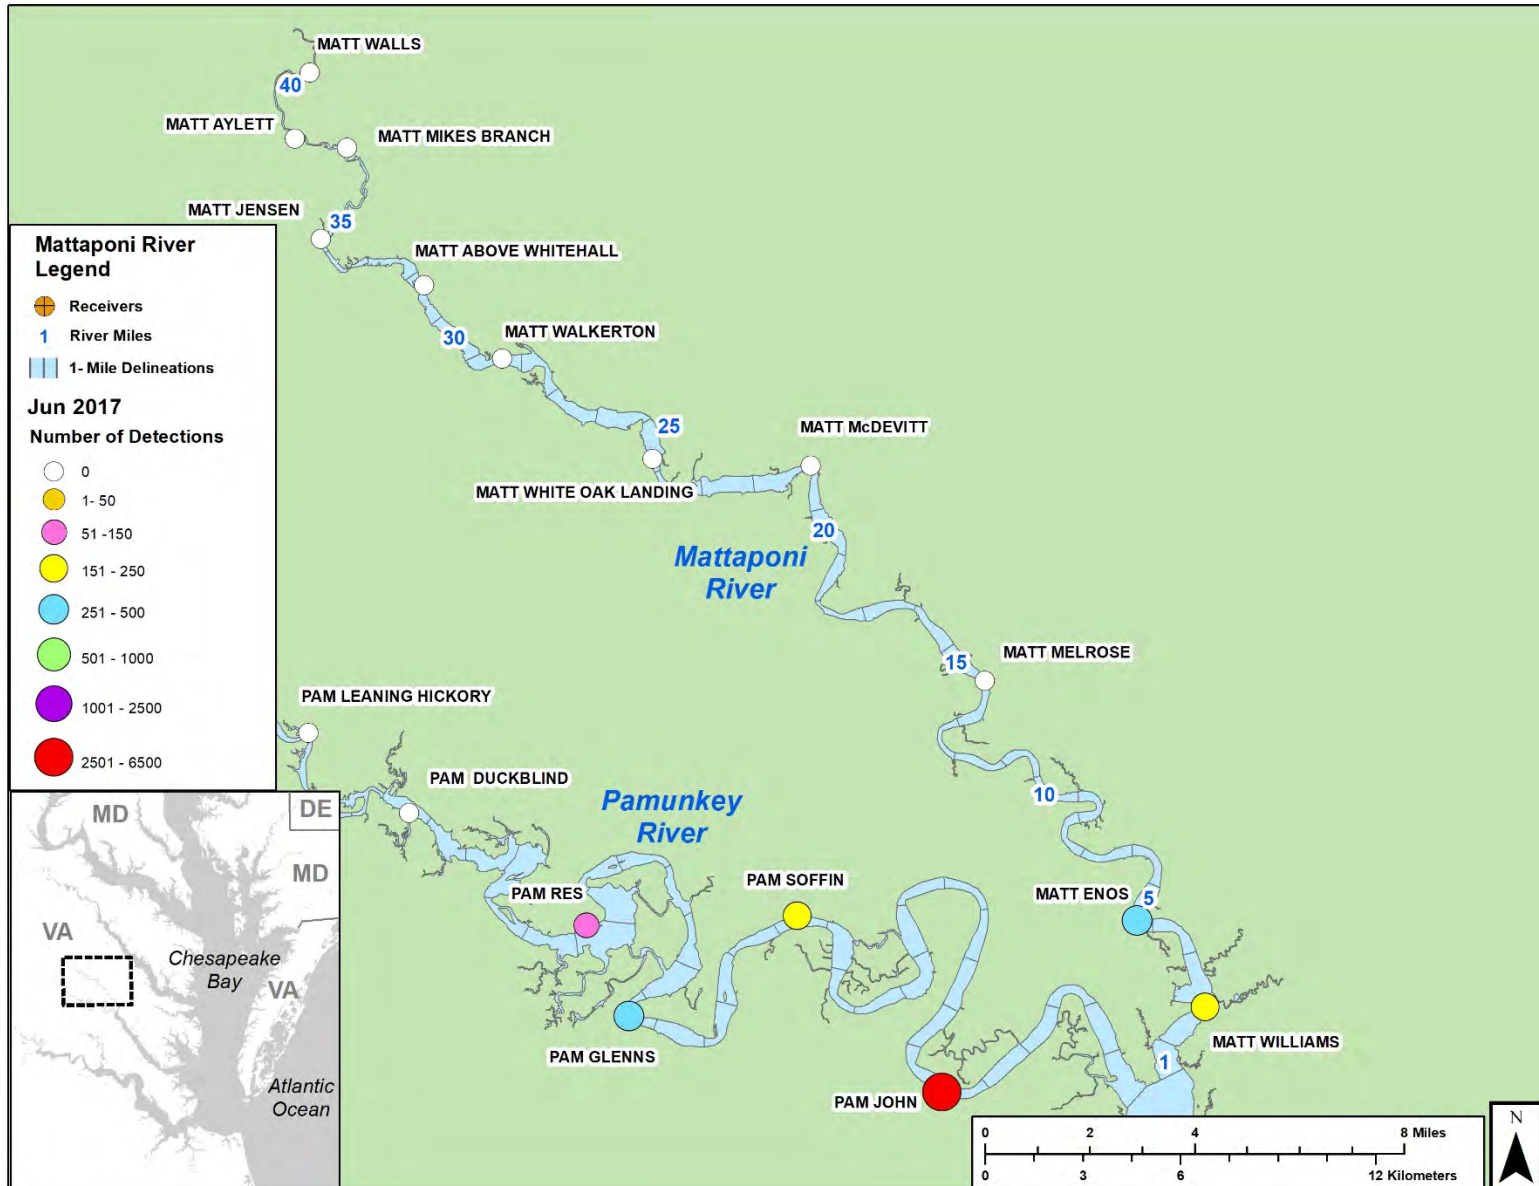 MATT WALLS
40
MATT AYLETT
MATT MIKES BRANCH
MATT JENSEN
35
MATT ABOVE WHITEHALL
30
MATT WALKERTON
25
MATT McDEVITT
MATT WHITE OAK LANDING
20
Mattaponi
River
15
MATT MELROSE
10
Mattaponi River
Legend
Receivers
1 River Miles
1- Mile Delineations
Jun 2017
Number of Detections
0
1- 50
51 -150
151 - 250
251 - 500
501 - 1000
1001 - 2500
2501 - 6500
PAM LEANING HICKORY
PAM  DUCKBLIND
Pamunkey
River
PAM RES
PAM SOFFIN
MATT ENOS
5
PAM GLENNS
MATT WILLIAMS
1
PAM JOHN
MD
DE
MD
VA
Chesapeake
Bay
VA
Atlantic
Ocean
0 2 4 8 Miles
0 3 6 12 Kilometers
N